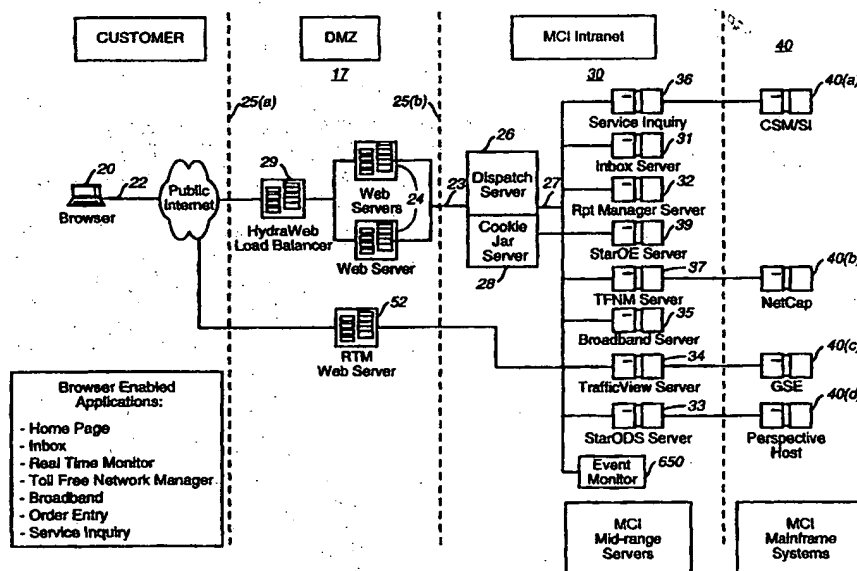 CUSTOMER
DMZ
17
MCI Intranet
30
40
25(a)
25(b)
20
22
Browser
Public
Internet
29
HydraWeb
Load Balancer
Web
Servers
24
Web Server
23
26
Dispatch
Server
27
Cookie
Jar
Server
28
52
RTM
Web Server
36
Service Inquiry
31
Inbox Server
32
Rpt Manager Server
39
StarOE Server
37
TFNM Server
35
Broadband Server
34
TrafficView Server
33
StarODS Server
Event
Monitor
650
40(a)
CSM/SI
40(b)
NetCap
40(c)
GSE
40(d)
Perspective
Host
Browser Enabled
Applications:
- Home Page
- Inbox
- Real Time Monitor
- Toll Free Network Manager
- Broadband
- Order Entry
- Service Inquiry
MCI
Mid-range
Servers
MCI
Mainframe
Systems